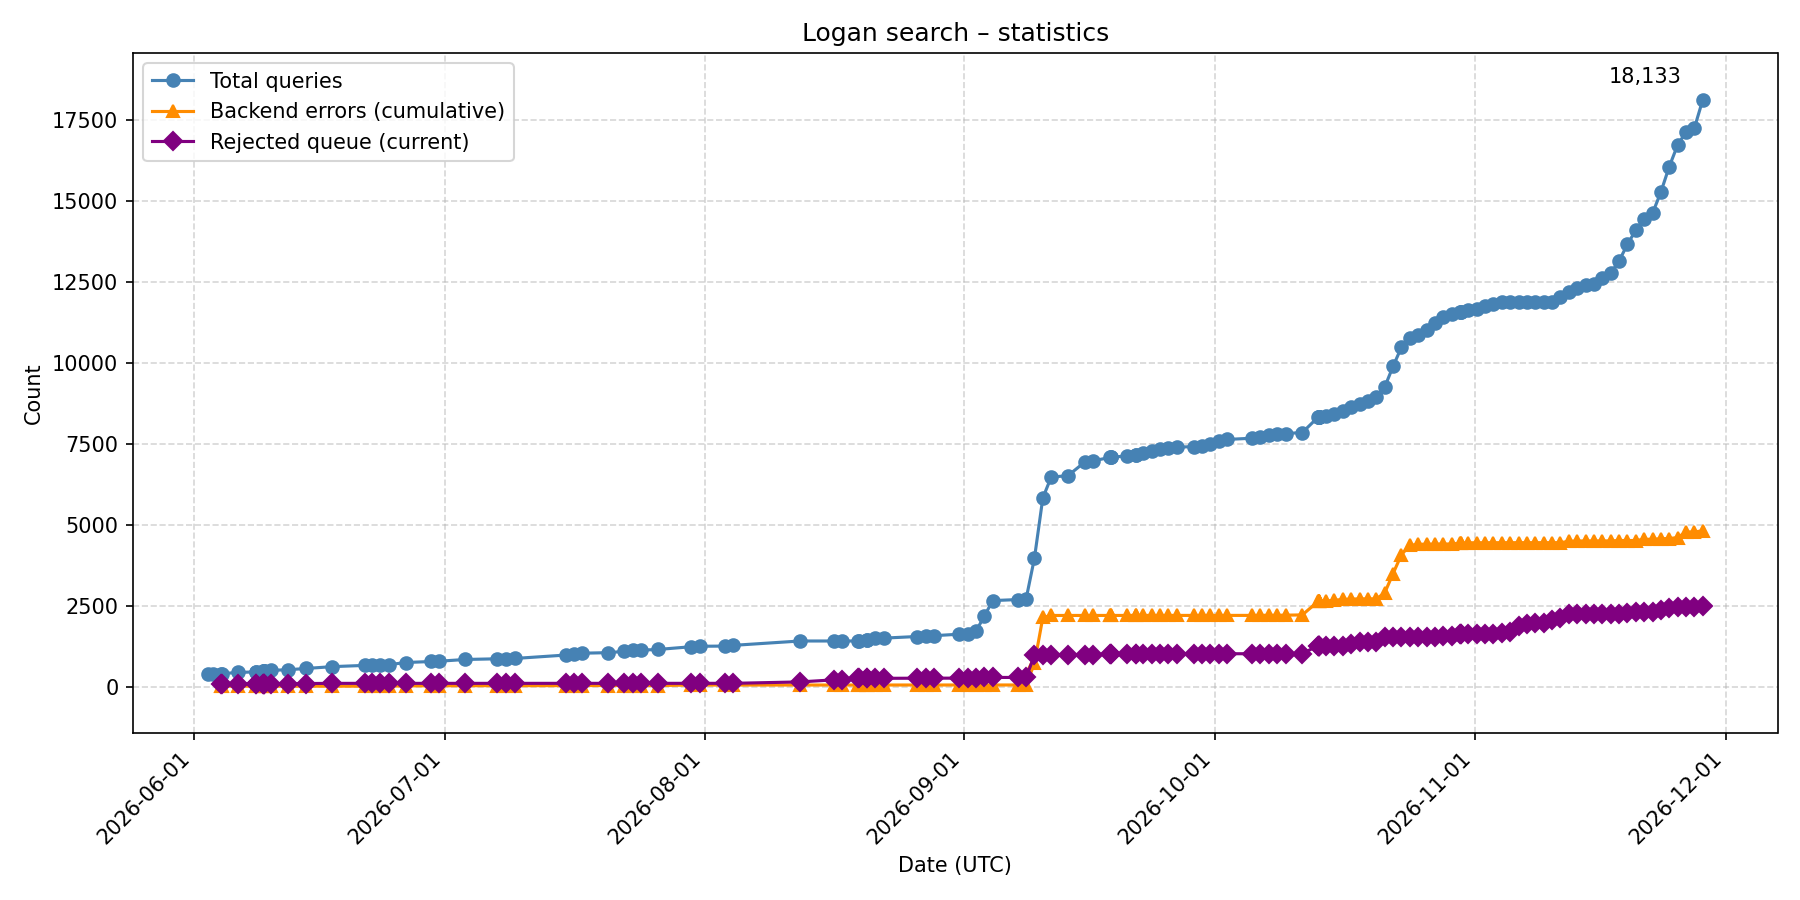 Logan search – statistics
18,133
Total queries
Backend errors (cumulative)
Rejected queue (current)
17500
15000
12500
10000
7500
5000
2500
0
Count
2026-06-01
2026-07-01
2026-08-01
2026-09-01
2026-10-01
2026-11-01
2026-12-01
Date (UTC)